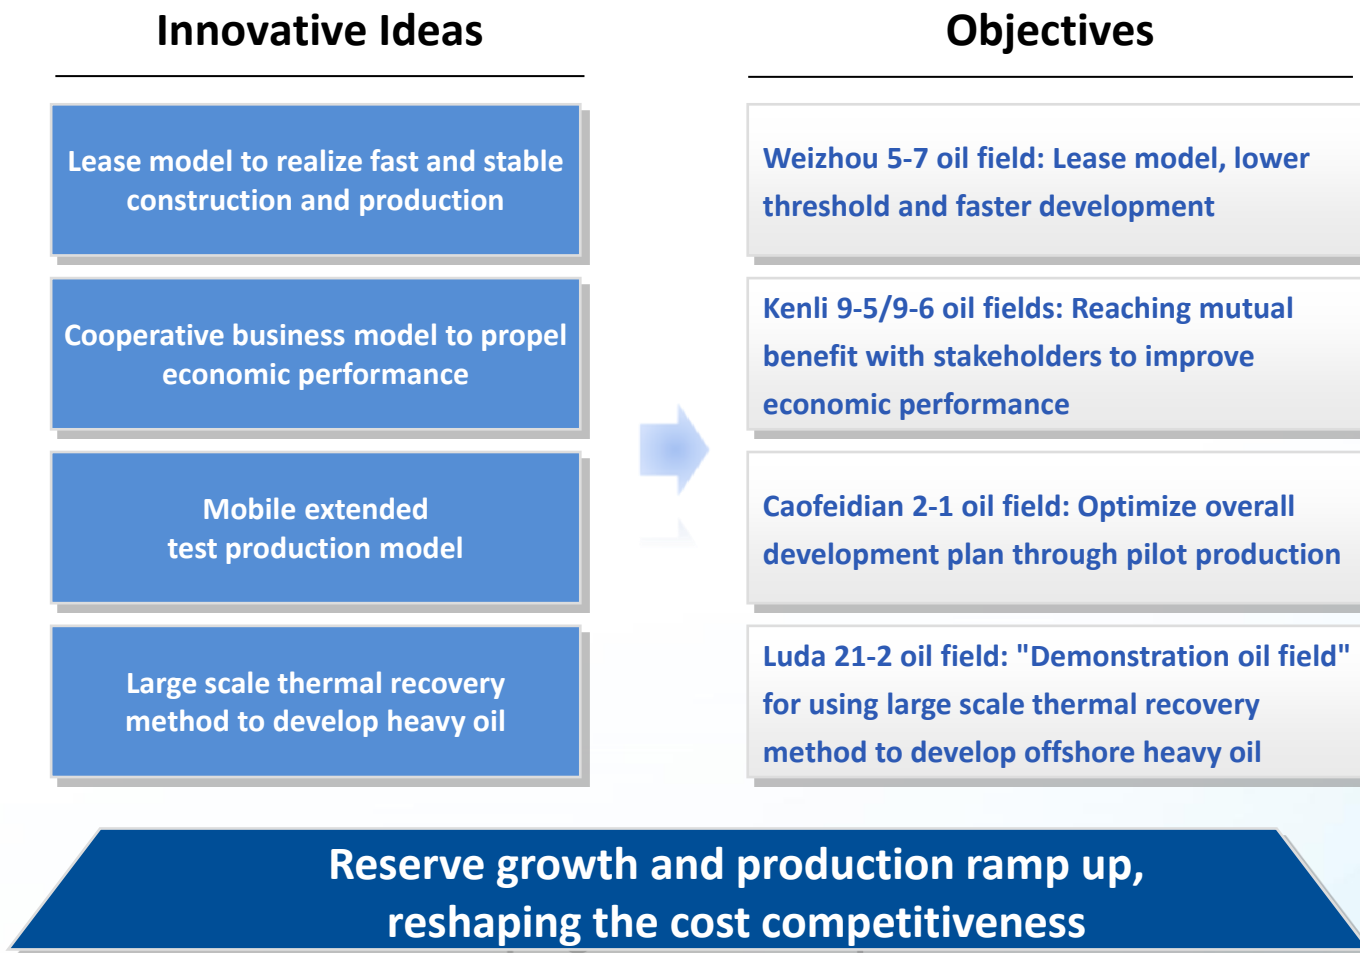 Innovative Ideas
Objectives
Lease model to realize fast and stable
construction and production
Weizhou 5-7 oil field: Lease model, lower
threshold and faster development
Cooperative business model to propel
economic performance
Kenli 9-5/9-6 oil fields: Reaching mutual
benefit with stakeholders to improve
economic performance
Mobile extended
test production model
Caofeidian 2-1 oil field: Optimize overall
development plan through pilot production
Large scale thermal recovery
method to develop heavy oil
Luda 21-2 oil field: "Demonstration oil field"
for using large scale thermal recovery
method to develop offshore heavy oil
Reserve growth and production ramp up,
reshaping the cost competitiveness